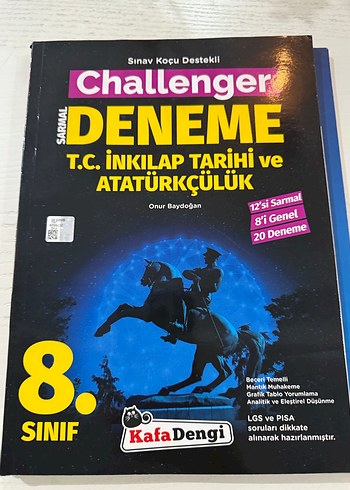 Sınav Koçu Destekli
Challenger
SARMAL
DENEME
T.C. İNKILAP TARİHİ ve
ATATÜRKÇÜLÜK
Onur Baydoğan
12'si Sarmal
8'i Genel
20 Deneme
8.
SINIF
Beceri Temelli
Mantık Muhakeme
Grafik Tablo Yorumlama
Analitik ve Eleştirel Düşünme
LGS ve PISA
soruları dikkate
alınarak hazırlanmıştır.
KafaDengi